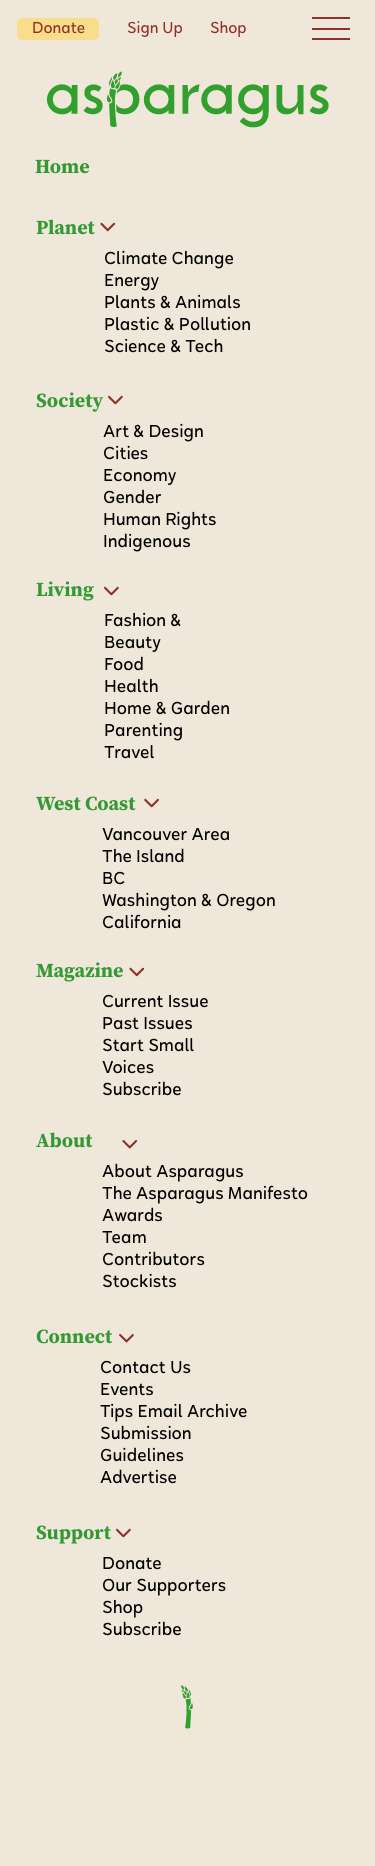 Donate Sign Up Shop
asparagus
Home
Planet
Climate Change
Energy
Plants & Animals
Plastic & Pollution
Science & Tech
Society
Art & Design
Cities
Economy
Gender
Human Rights
Indigenous
Living
Fashion &
Beauty
Food
Health
Home & Garden
Parenting
Travel
West Coast
Vancouver Area
The Island
BC
Washington & Oregon
California
Magazine
Current Issue
Past Issues
Start Small
Voices
Subscribe
About
About Asparagus
The Asparagus Manifesto
Awards
Team
Contributors
Stockists
Connect
Contact Us
Events
Tips Email Archive
Submission
Guidelines
Advertise
Support
Donate
Our Supporters
Shop
Subscribe